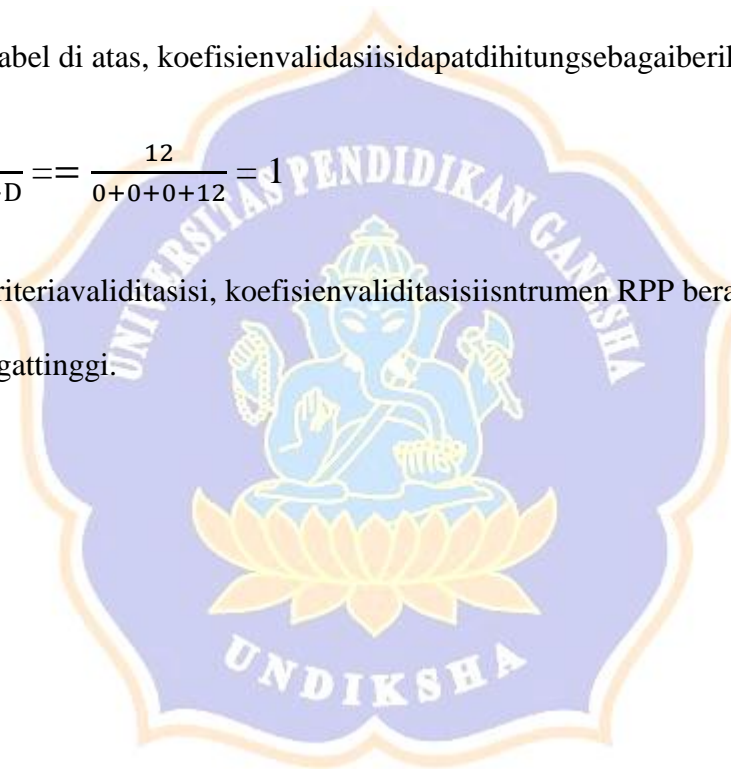 abel di atas, koefisienvalidasiisidapatdihitungsebagaiberil
D == 12/(0+0+0+12) = 1
riteriavaliditasisi, koefisienvaliditasisiisntrumen RPP bera
gattinggi.
UNIVERSITAS PENDIDIKAN GANESHA
UNDIKSHA